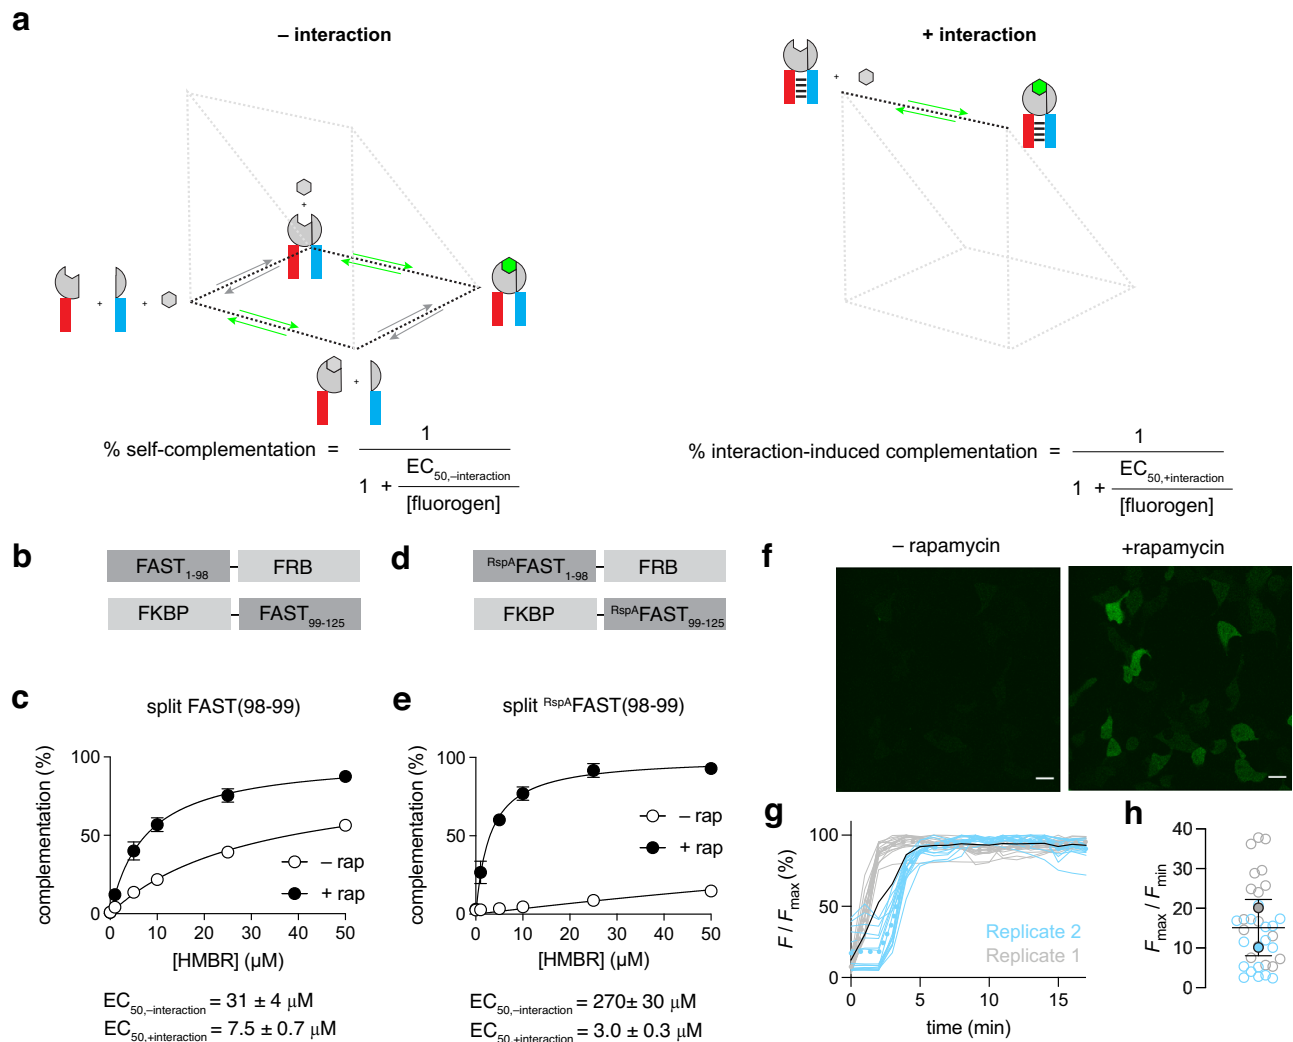 a
– interaction
+ interaction
+
+
+ +
+
% self-complementation = 1 / (1 + EC50,–interaction / [fluorogen])
% interaction-induced complementation = 1 / (1 + EC50,+interaction / [fluorogen])
b
FAST1-98 FRB
FKBP FAST99-125
d
RspAFAST1-98 FRB
FKBP RspAFAST99-125
f
– rapamycin
+rapamycin
c
split FAST(98-99)
complementation (%)
100
50
0
0 10 20 30 40 50
[HMBR] (μM)
– rap
+ rap
EC50,–interaction = 31 ± 4 μM
EC50,+interaction = 7.5 ± 0.7 μM
e
split RspAFAST(98-99)
complementation (%)
100
50
0
0 10 20 30 40 50
[HMBR] (μM)
– rap
+ rap
EC50,–interaction = 270± 30 μM
EC50,+interaction = 3.0 ± 0.3 μM
g
F / Fmax (%)
100
50
0
0 5 10 15
time (min)
Replicate 2
Replicate 1
h
Fmax / Fmin
40
30
20
10
0